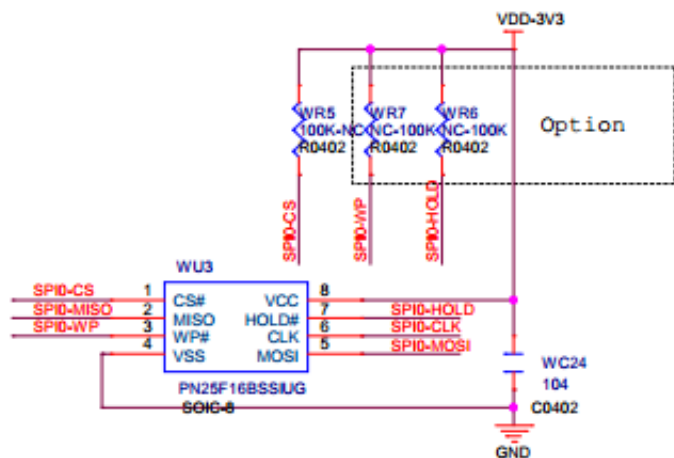 VDD-3V3
WR5
WR7
WR6
100K-NC
NC-100K
NC-100K
R0402
R0402
R0402
Option
SPI0-CS
SPI0-WP
SPI0-HOLD
WU3
SPI0-CS
1
CS#
VCC
8
SPI0-MISO
2
MISO
HOLD#
7
SPI0-HOLD
SPI0-WP
3
WP#
CLK
6
SPI0-CLK
4
VSS
MOSI
5
SPI0-MOSI
PN25F16BSSIUG
SOIC-8
WC24
104
C0402
GND